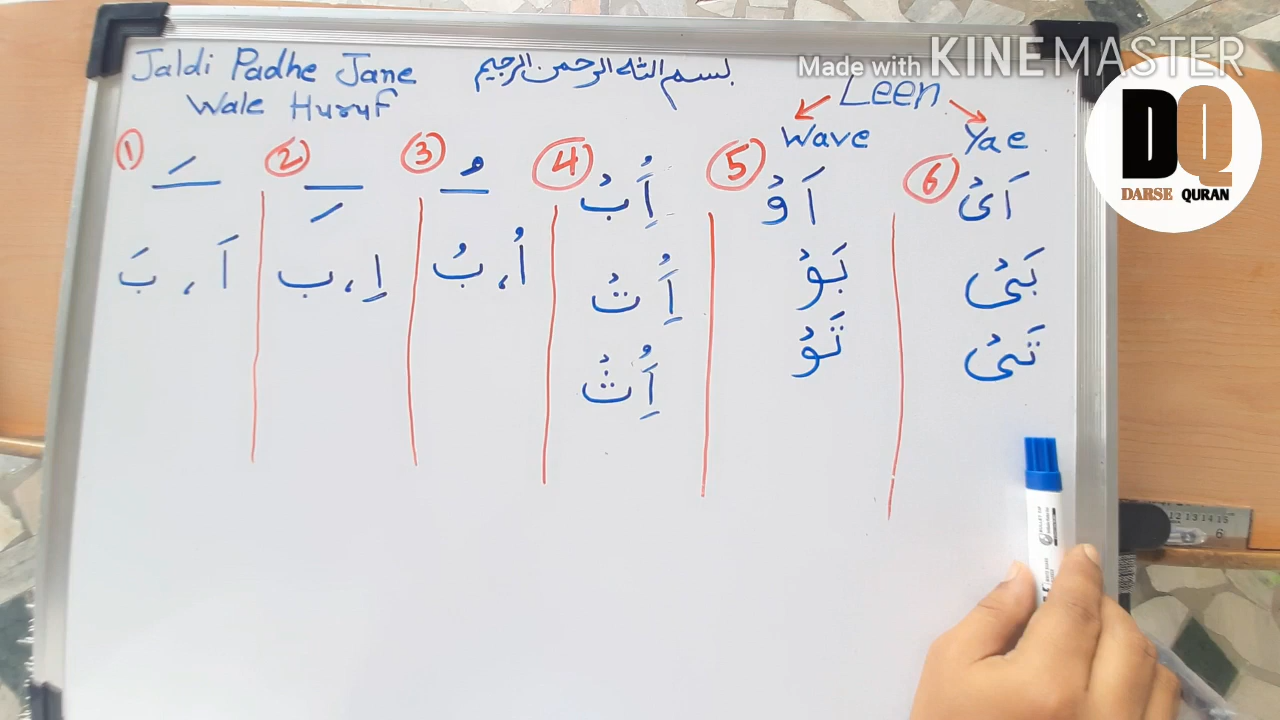 Made with KINEMASTER
DQ
DARSE QURAN
Jaldi Padhe Jane
Wale Huruf
بسم الله الرحمن الرحيم
Leen
Wave
Yae
1
2
3
4
5
6
اَ ، بَ
اِ ، بِ
اُ ، بُ
اَوْ
بَوْ
تَوْ
اَىْ
بَىْ
تَىْ